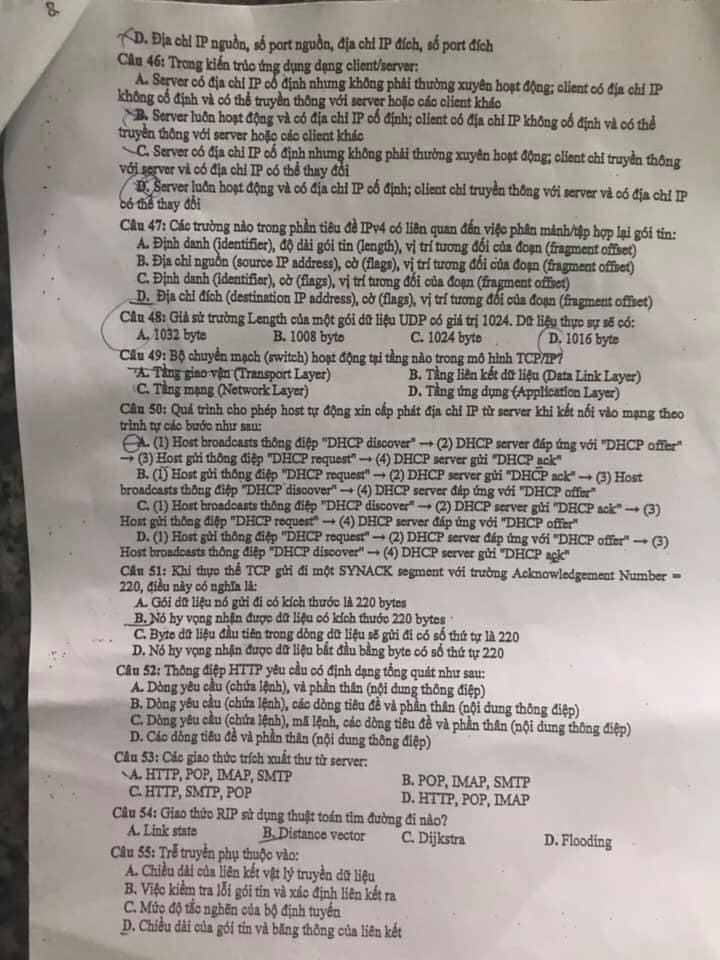 8.
D. Địa chỉ IP nguồn, số port nguồn, địa chỉ IP đích, số port đích
Câu 46: Trong kiến trúc ứng dụng dạng client/server:
A. Server có địa chỉ IP cố định nhưng không phải thường xuyên hoạt động; client có địa chỉ IP
không cố định và có thể truyền thông với server hoặc các client khác
B. Server luôn hoạt động và có địa chỉ IP cố định; client có địa chỉ IP không cố định và có thể
truyền thông với server hoặc các client khác
C. Server có địa chỉ IP cố định nhưng không phải thường xuyên hoạt động; client chỉ truyền thông
với server và có địa chỉ IP có thể thay đổi
D. Server luôn hoạt động và có địa chỉ IP cố định; client chỉ truyền thông với server và có địa chỉ IP
có thể thay đổi
Câu 47: Các trường nào trong phần tiêu đề IPv4 có liên quan đến việc phân mảnh/tập hợp lại gói tin:
A. Định danh (identifier), độ dài gói tin (length), vị trí tương đối của đoạn (fragment offset)
B. Địa chỉ nguồn (source IP address), cờ (flags), vị trí tương đối của đoạn (fragment offset)
C. Định danh (identifier), cờ (flags), vị trí tương đối của đoạn (fragment offset)
D. Địa chỉ đích (destination IP address), cờ (flags), vị trí tương đối của đoạn (fragment offset)
Câu 48: Giả sử trường Length của một gói dữ liệu UDP có giá trị 1024. Dữ liệu thực sự sẽ có:
A. 1032 byte B. 1008 byte C. 1024 byte D. 1016 byte
Câu 49: Bộ chuyển mạch (switch) hoạt động tại tầng nào trong mô hình TCP/IP?
A. Tầng giao vận (Transport Layer) B. Tầng liên kết dữ liệu (Data Link Layer)
C. Tầng mạng (Network Layer) D. Tầng ứng dụng (Application Layer)
Câu 50: Quá trình cho phép host tự động xin cấp phát địa chỉ IP từ server khi kết nối vào mạng theo
trình tự các bước như sau:
A. (1) Host broadcasts thông điệp "DHCP discover" → (2) DHCP server đáp ứng với "DHCP offer"
→ (3) Host gửi thông điệp "DHCP request" → (4) DHCP server gửi "DHCP ack"
B. (1) Host gửi thông điệp "DHCP request" → (2) DHCP server gửi "DHCP ack" → (3) Host
broadcasts thông điệp "DHCP discover" → (4) DHCP server đáp ứng với "DHCP offer"
C. (1) Host broadcasts thông điệp "DHCP discover" → (2) DHCP server gửi "DHCP ack" → (3)
Host gửi thông điệp "DHCP request" → (4) DHCP server đáp ứng với "DHCP offer"
D. (1) Host gửi thông điệp "DHCP request" → (2) DHCP server đáp ứng với "DHCP offer" → (3)
Host broadcasts thông điệp "DHCP discover" → (4) DHCP server gửi "DHCP ack"
Câu 51: Khi thực thể TCP gửi đi một SYNACK segment với trường Acknowledgement Number =
220, điều này có nghĩa là:
A. Gói dữ liệu nó gửi đi có kích thước là 220 bytes
B. Nó hy vọng nhận được dữ liệu có kích thước 220 bytes
C. Byte dữ liệu đầu tiên trong dòng dữ liệu sẽ gửi đi có số thứ tự là 220
D. Nó hy vọng nhận được dữ liệu bắt đầu bằng byte có số thứ tự 220
Câu 52: Thông điệp HTTP yêu cầu có định dạng tổng quát như sau:
A. Dòng yêu cầu (chứa lệnh), và phần thân (nội dung thông điệp)
B. Dòng yêu cầu (chứa lệnh), các dòng tiêu đề và phần thân (nội dung thông điệp)
C. Dòng yêu cầu (chứa lệnh), mã lệnh, các dòng tiêu đề và phần thân (nội dung thông điệp)
D. Các dòng tiêu đề và phần thân (nội dung thông điệp)
Câu 53: Các giao thức trích xuất thư từ server:
A. HTTP, POP, IMAP, SMTP B. POP, IMAP, SMTP
C. HTTP, SMTP, POP D. HTTP, POP, IMAP
Câu 54: Giao thức RIP sử dụng thuật toán tìm đường đi nào?
A. Link state B. Distance vector C. Dijkstra D. Flooding
Câu 55: Trễ truyền phụ thuộc vào:
A. Chiều dài của liên kết vật lý truyền dữ liệu
B. Việc kiểm tra lỗi gói tin và xác định liên kết ra
C. Mức độ tắc nghẽn của bộ định tuyến
D. Chiều dài của gói tin và băng thông của liên kết